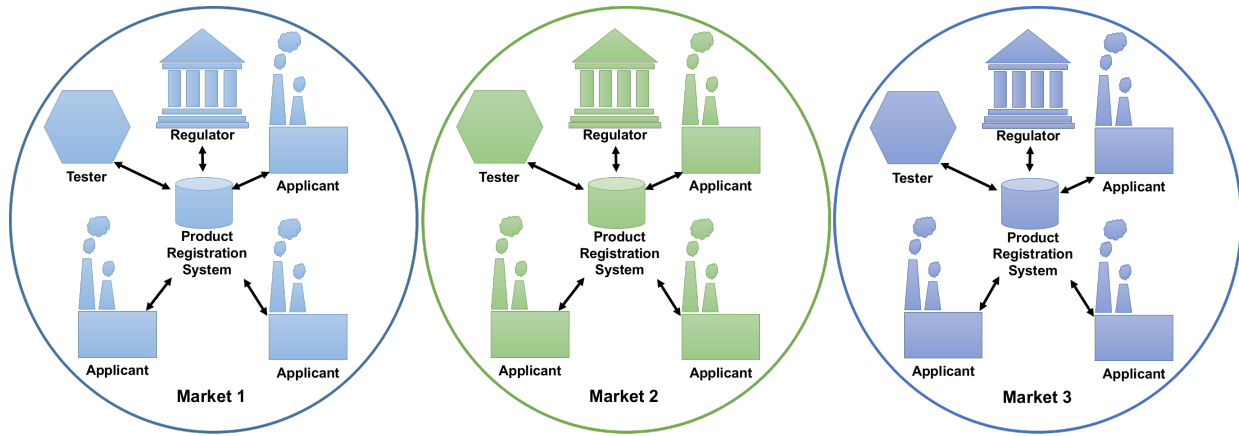 Regulator
Tester
Applicant
Product
Registration
System
Applicant
Applicant
Market 1
Regulator
Tester
Applicant
Product
Registration
System
Applicant
Applicant
Market 2
Regulator
Tester
Applicant
Product
Registration
System
Applicant
Applicant
Market 3